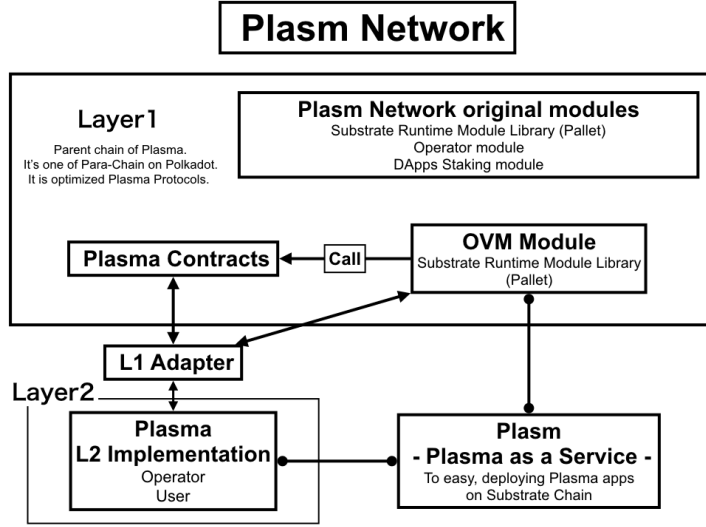 Plasm Network
Layer1
Parent chain of Plasma.
It's one of Para-Chain on Polkadot.
It is optimized Plasma Protocols.
Plasm Network original modules
Substrate Runtime Module Library (Pallet)
Operator module
DApps Staking module
Plasma Contracts
Call
OVM Module
Substrate Runtime Module Library
(Pallet)
L1 Adapter
Layer2
Plasma
L2 Implementation
Operator
User
Plasm
- Plasma as a Service -
To easy, deploying Plasma apps
on Substrate Chain